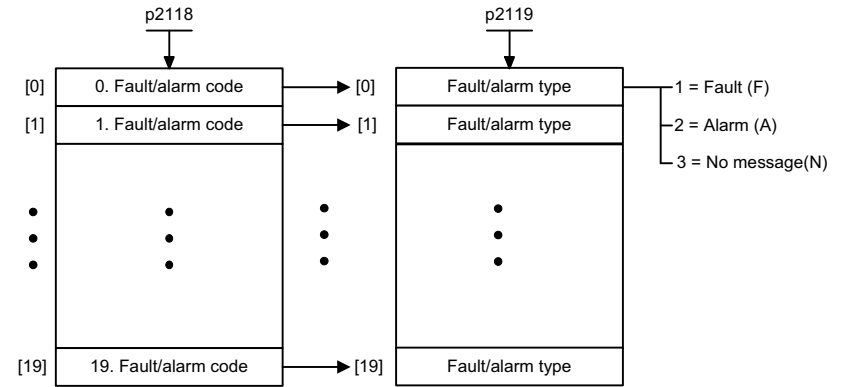 p2118 p2119
[0] 0. Fault/alarm code [0] Fault/alarm type 1 = Fault (F)
[1] 1. Fault/alarm code [1] Fault/alarm type 2 = Alarm (A)
3 = No message(N)
[19] 19. Fault/alarm code [19] Fault/alarm type